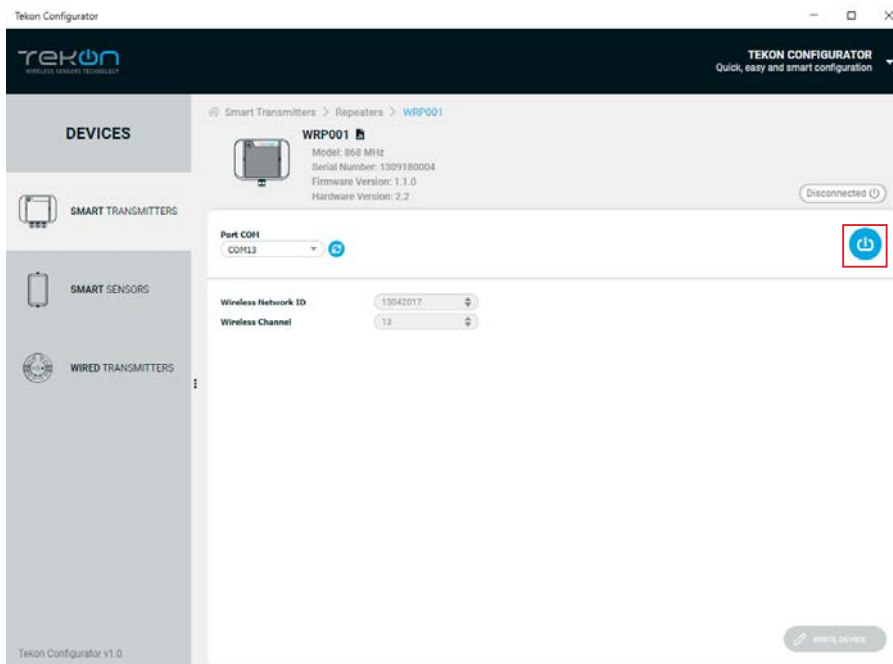 Tekon Configurator
TEKON
WIRELESS SENSORS TECHNOLOGY
TEKON CONFIGURATOR
Quick, easy and smart configuration
DEVICES
SMART TRANSMITTERS
SMART SENSORS
WIRED TRANSMITTERS
Tekon Configurator v1.0
Smart Transmitters > Repeaters > WRP001
WRP001
Model: 868 MHz
Serial Number: 1309180004
Firmware Version: 1.1.0
Hardware Version: 2.2
Disconnected
Port COM
COM13
Wireless Network ID 13042017
Wireless Channel 13
WRITE DEVICE